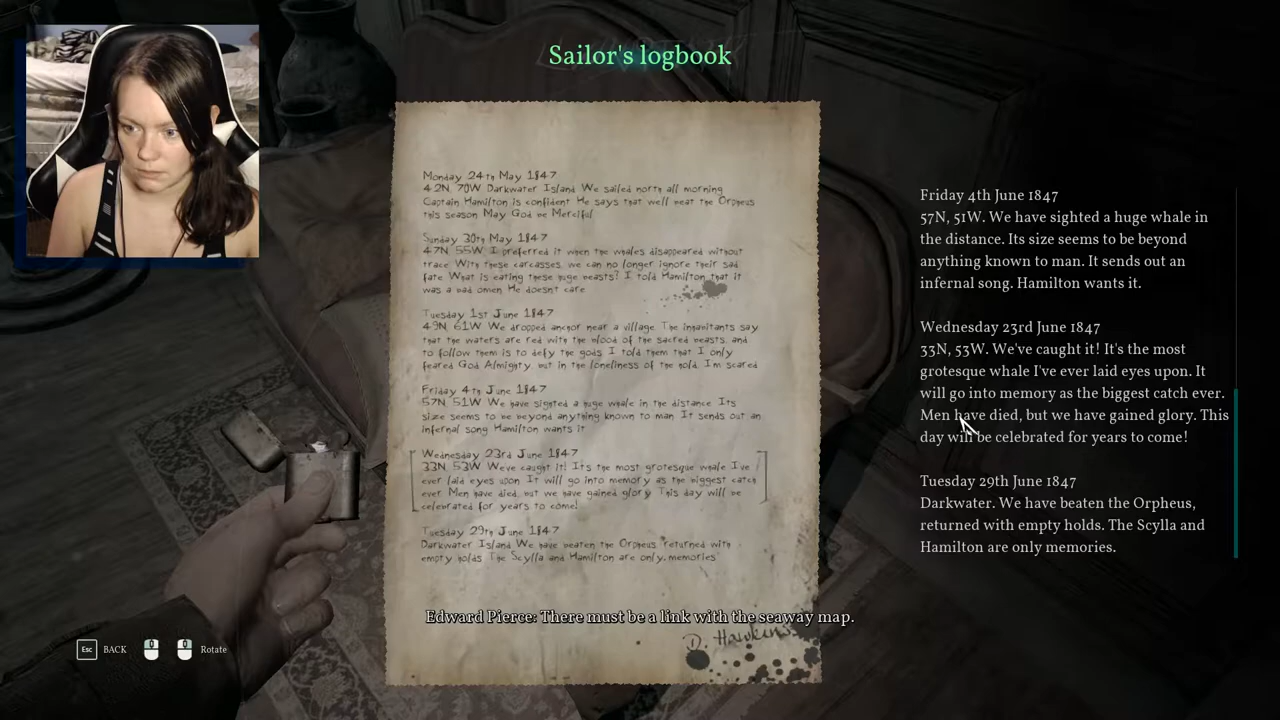 Sailor's logbook
Monday 24th May 1847
42N, 70W Darkwater Island We sailed north all morning
Captain Hamilton is confident He says that we'll beat the Orpheus
this season May God be Merciful
Sunday 30th May 1847
47N 55W I preferred it when the whales disappeared without
trace With these carcasses, we can no longer ignore their sad
fate What is eating these huge beasts? I told Hamilton that it
was a bad omen He doesn't care
Tuesday 1st June 1847
49N 61W We dropped anchor near a village The inhabitants say
that the waters are red with the blood of the sacred beasts, and
to follow them is to defy the gods I told them that I only
feared God Almighty, but in the loneliness of the hold, I'm scared
Friday 4th June 1847
57N 51W We have sighted a huge whale in the distance Its
size seems to be beyond anything known to man It sends out an
infernal song Hamilton wants it
Wednesday 23rd June 1847
33N 53W We've caught it! It's the most grotesque whale I've
ever laid eyes upon It will go into memory as the biggest catch
ever Men have died, but we have gained glory This day will be
celebrated for years to come!
Tuesday 29th June 1847
Darkwater Island We have beaten the Orpheus returned with
empty holds The Scylla and Hamilton are only memories
D. Hawkins
Friday 4th June 1847
57N, 51W. We have sighted a huge whale in
the distance. Its size seems to be beyond
anything known to man. It sends out an
infernal song. Hamilton wants it.
Wednesday 23rd June 1847
33N, 53W. We've caught it! It's the most
grotesque whale I've ever laid eyes upon. It
will go into memory as the biggest catch ever.
Men have died, but we have gained glory. This
day will be celebrated for years to come!
Tuesday 29th June 1847
Darkwater. We have beaten the Orpheus,
returned with empty holds. The Scylla and
Hamilton are only memories.
Edward Pierce: There must be a link with the seaway map.
Esc BACK
Rotate